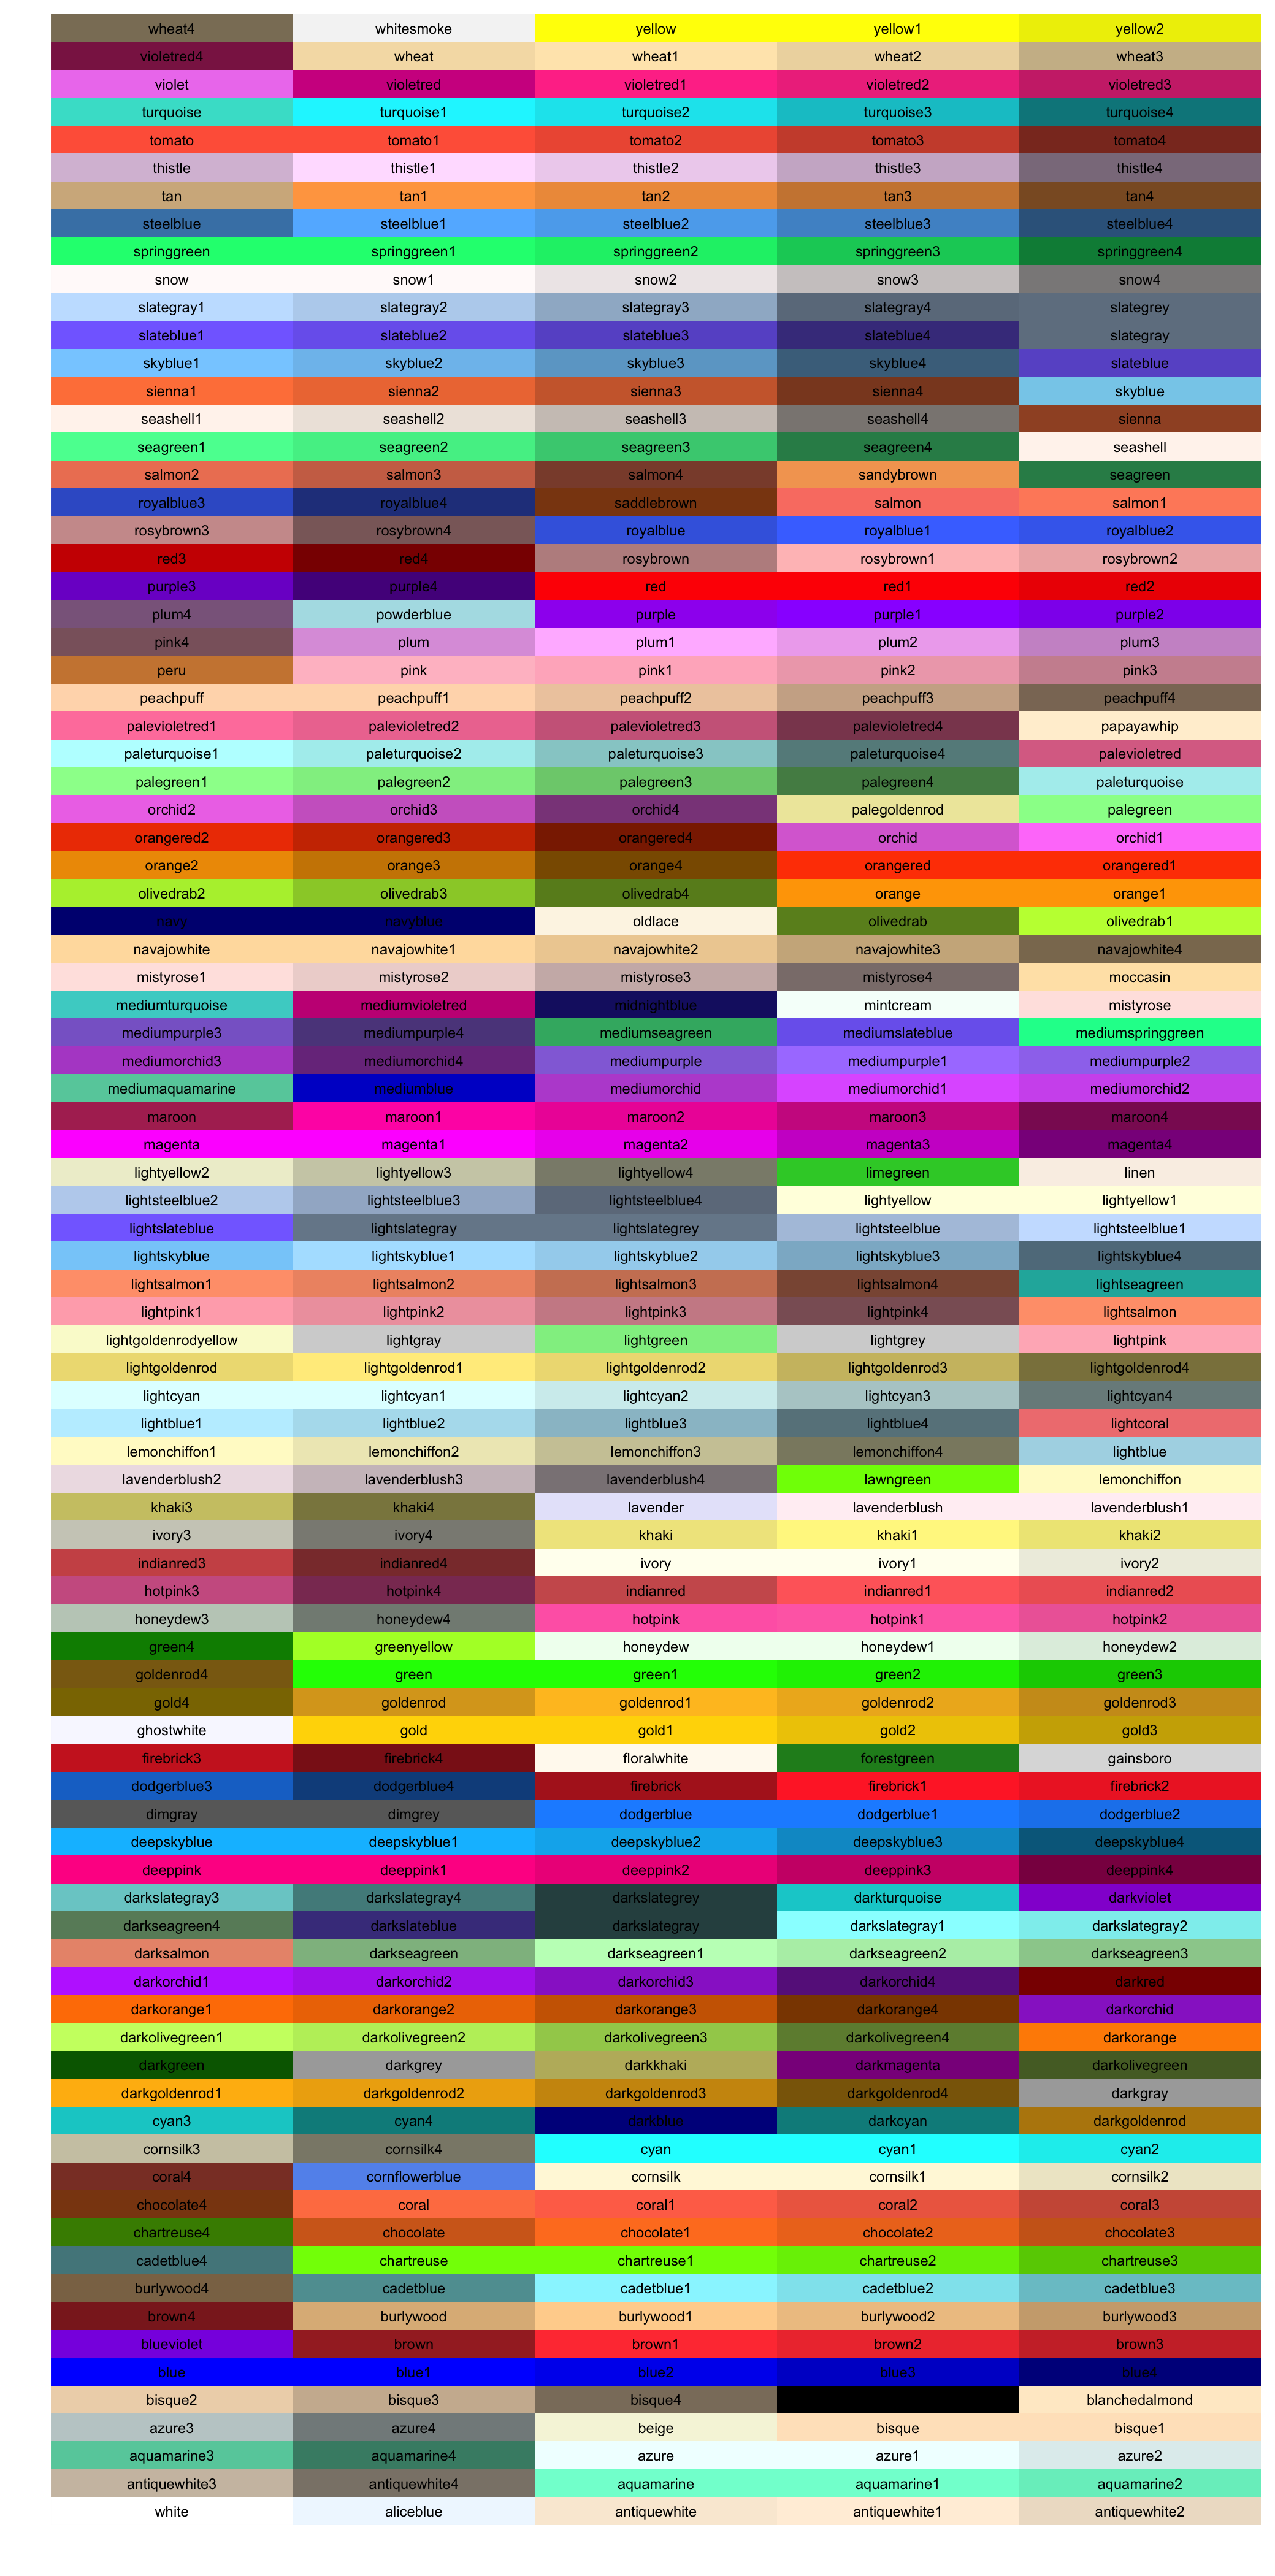 wheat4 whitesmoke yellow yellow1 yellow2
violetred4 wheat wheat1 wheat2 wheat3
violet violetred violetred1 violetred2 violetred3
turquoise turquoise1 turquoise2 turquoise3 turquoise4
tomato tomato1 tomato2 tomato3 tomato4
thistle thistle1 thistle2 thistle3 thistle4
tan tan1 tan2 tan3 tan4
steelblue steelblue1 steelblue2 steelblue3 steelblue4
springgreen springgreen1 springgreen2 springgreen3 springgreen4
snow snow1 snow2 snow3 snow4
slategray1 slategray2 slategray3 slategray4 slategrey
slateblue1 slateblue2 slateblue3 slateblue4 slategray
skyblue1 skyblue2 skyblue3 skyblue4 slateblue
sienna1 sienna2 sienna3 sienna4 skyblue
seashell1 seashell2 seashell3 seashell4 sienna
seagreen1 seagreen2 seagreen3 seagreen4 seashell
salmon2 salmon3 salmon4 sandybrown seagreen
royalblue3 royalblue4 saddlebrown salmon salmon1
rosybrown3 rosybrown4 royalblue royalblue1 royalblue2
red3 red4 rosybrown rosybrown1 rosybrown2
purple3 purple4 red red1 red2
plum4 powderblue purple purple1 purple2
pink4 plum plum1 plum2 plum3
peru pink pink1 pink2 pink3
peachpuff peachpuff1 peachpuff2 peachpuff3 peachpuff4
palevioletred1 palevioletred2 palevioletred3 palevioletred4 papayawhip
paleturquoise1 paleturquoise2 paleturquoise3 paleturquoise4 palevioletred
palegreen1 palegreen2 palegreen3 palegreen4 paleturquoise
orchid2 orchid3 orchid4 palegoldenrod palegreen
orangered2 orangered3 orangered4 orchid orchid1
orange2 orange3 orange4 orangered orangered1
olivedrab2 olivedrab3 olivedrab4 orange orange1
navy navyblue oldlace olivedrab olivedrab1
navajowhite navajowhite1 navajowhite2 navajowhite3 navajowhite4
mistyrose1 mistyrose2 mistyrose3 mistyrose4 moccasin
mediumturquoise mediumvioletred midnightblue mintcream mistyrose
mediumpurple3 mediumpurple4 mediumseagreen mediumslateblue mediumspringgreen
mediumorchid3 mediumorchid4 mediumpurple mediumpurple1 mediumpurple2
mediumaquamarine mediumblue mediumorchid mediumorchid1 mediumorchid2
maroon maroon1 maroon2 maroon3 maroon4
magenta magenta1 magenta2 magenta3 magenta4
lightyellow2 lightyellow3 lightyellow4 limegreen linen
lightsteelblue2 lightsteelblue3 lightsteelblue4 lightyellow lightyellow1
lightslateblue lightslategray lightslategrey lightsteelblue lightsteelblue1
lightskyblue lightskyblue1 lightskyblue2 lightskyblue3 lightskyblue4
lightsalmon1 lightsalmon2 lightsalmon3 lightsalmon4 lightseagreen
lightpink1 lightpink2 lightpink3 lightpink4 lightsalmon
lightgoldenrodyellow lightgray lightgreen lightgrey lightpink
lightgoldenrod lightgoldenrod1 lightgoldenrod2 lightgoldenrod3 lightgoldenrod4
lightcyan lightcyan1 lightcyan2 lightcyan3 lightcyan4
lightblue1 lightblue2 lightblue3 lightblue4 lightcoral
lemonchiffon1 lemonchiffon2 lemonchiffon3 lemonchiffon4 lightblue
lavenderblush2 lavenderblush3 lavenderblush4 lawngreen lemonchiffon
khaki3 khaki4 lavender lavenderblush lavenderblush1
ivory3 ivory4 khaki khaki1 khaki2
indianred3 indianred4 ivory ivory1 ivory2
hotpink3 hotpink4 indianred indianred1 indianred2
honeydew3 honeydew4 hotpink hotpink1 hotpink2
green4 greenyellow honeydew honeydew1 honeydew2
goldenrod4 green green1 green2 green3
gold4 goldenrod goldenrod1 goldenrod2 goldenrod3
ghostwhite gold gold1 gold2 gold3
firebrick3 firebrick4 floralwhite forestgreen gainsboro
dodgerblue3 dodgerblue4 firebrick firebrick1 firebrick2
dimgray dimgrey dodgerblue dodgerblue1 dodgerblue2
deepskyblue deepskyblue1 deepskyblue2 deepskyblue3 deepskyblue4
deeppink deeppink1 deeppink2 deeppink3 deeppink4
darkslategray3 darkslategray4 darkslategrey darkturquoise darkviolet
darkseagreen4 darkslateblue darkslategray darkslategray1 darkslategray2
darksalmon darkseagreen darkseagreen1 darkseagreen2 darkseagreen3
darkorchid1 darkorchid2 darkorchid3 darkorchid4 darkred
darkorange1 darkorange2 darkorange3 darkorange4 darkorchid
darkolivegreen1 darkolivegreen2 darkolivegreen3 darkolivegreen4 darkorange
darkgreen darkgrey darkkhaki darkmagenta darkolivegreen
darkgoldenrod1 darkgoldenrod2 darkgoldenrod3 darkgoldenrod4 darkgray
cyan3 cyan4 darkblue darkcyan darkgoldenrod
cornsilk3 cornsilk4 cyan cyan1 cyan2
coral4 cornflowerblue cornsilk cornsilk1 cornsilk2
chocolate4 coral coral1 coral2 coral3
chartreuse4 chocolate chocolate1 chocolate2 chocolate3
cadetblue4 chartreuse chartreuse1 chartreuse2 chartreuse3
burlywood4 cadetblue cadetblue1 cadetblue2 cadetblue3
brown4 burlywood burlywood1 burlywood2 burlywood3
blueviolet brown brown1 brown2 brown3
blue blue1 blue2 blue3 blue4
bisque2 bisque3 bisque4 blanchedalmond
azure3 azure4 beige bisque bisque1
aquamarine3 aquamarine4 azure azure1 azure2
antiquewhite3 antiquewhite4 aquamarine aquamarine1 aquamarine2
white aliceblue antiquewhite antiquewhite1 antiquewhite2